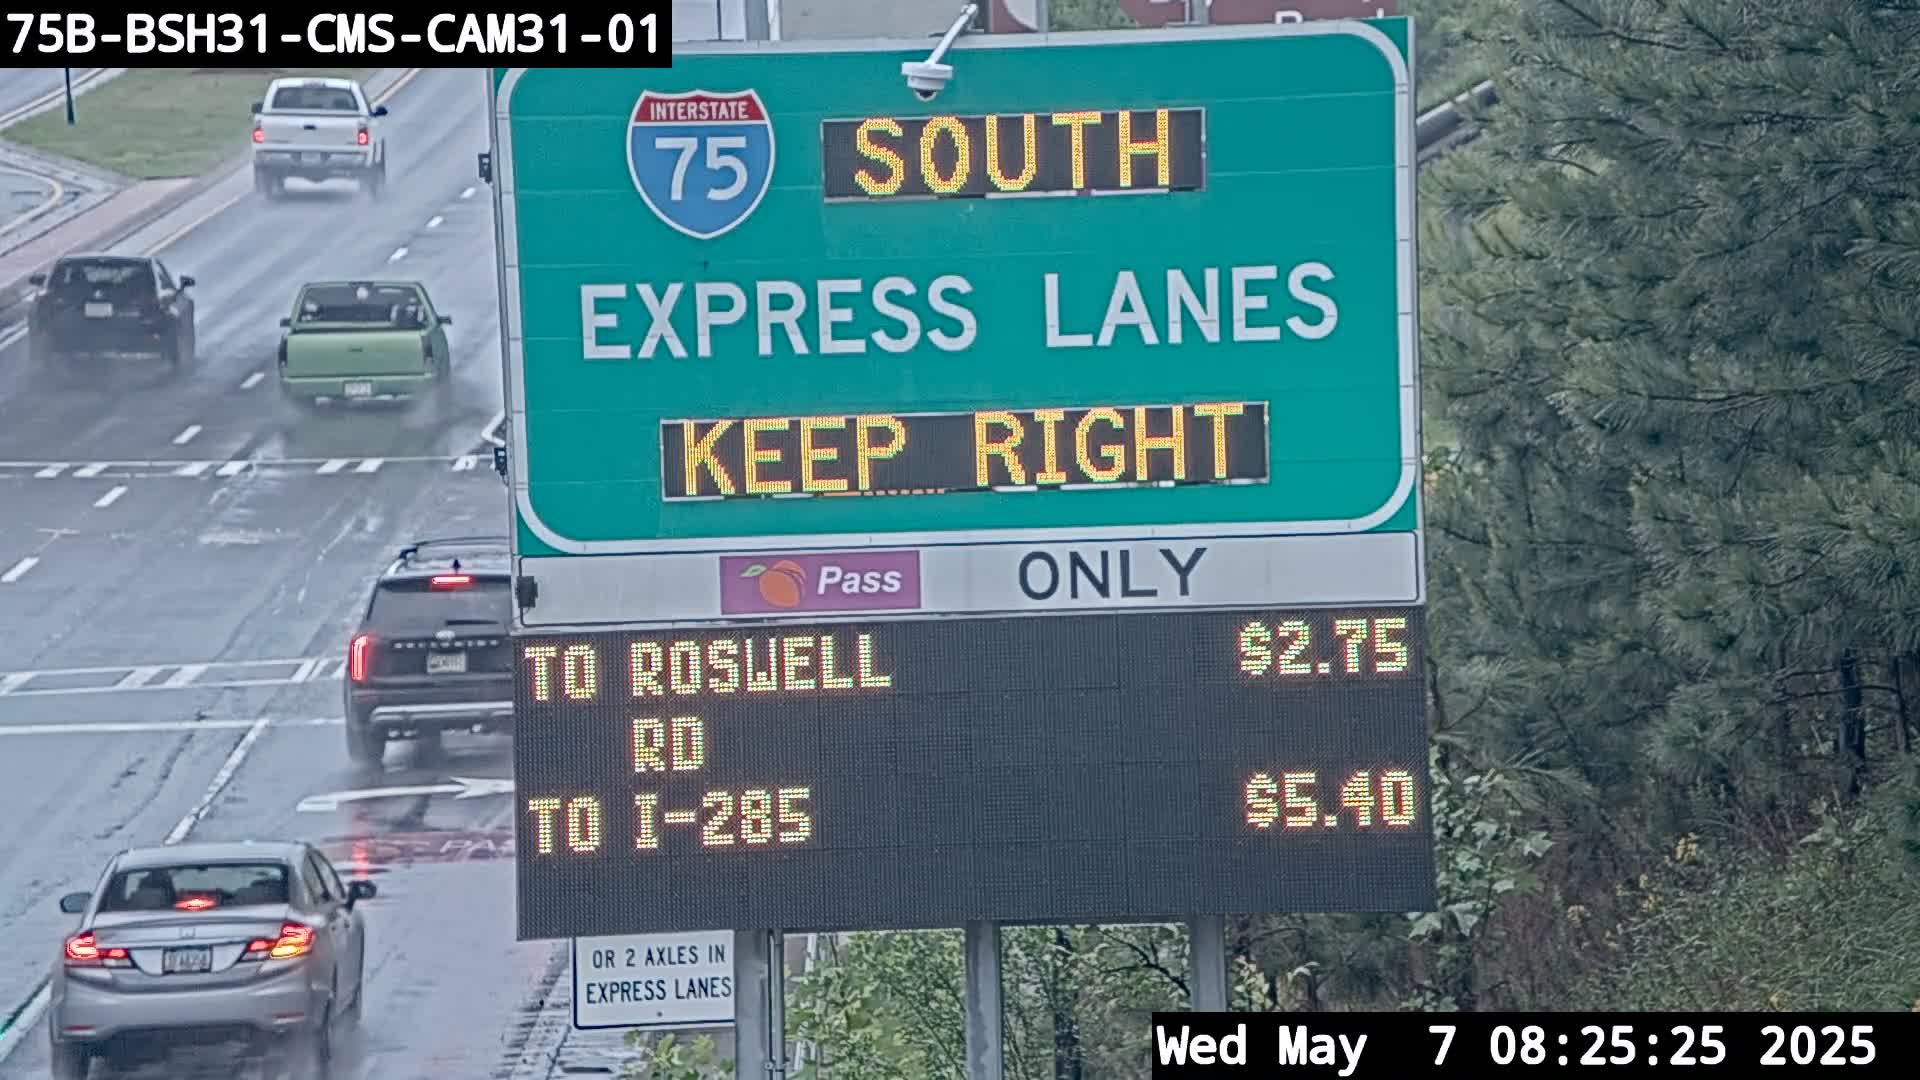 75B-BSH31-CMS-CAM31-01
INTERSTATE
75
SOUTH
EXPRESS LANES
KEEP RIGHT
Pass ONLY
TO ROSWELL $2.75
RD
TO I-285 $5.40
OR 2 AXLES IN
EXPRESS LANES
Wed May 7 08:25:25 2025